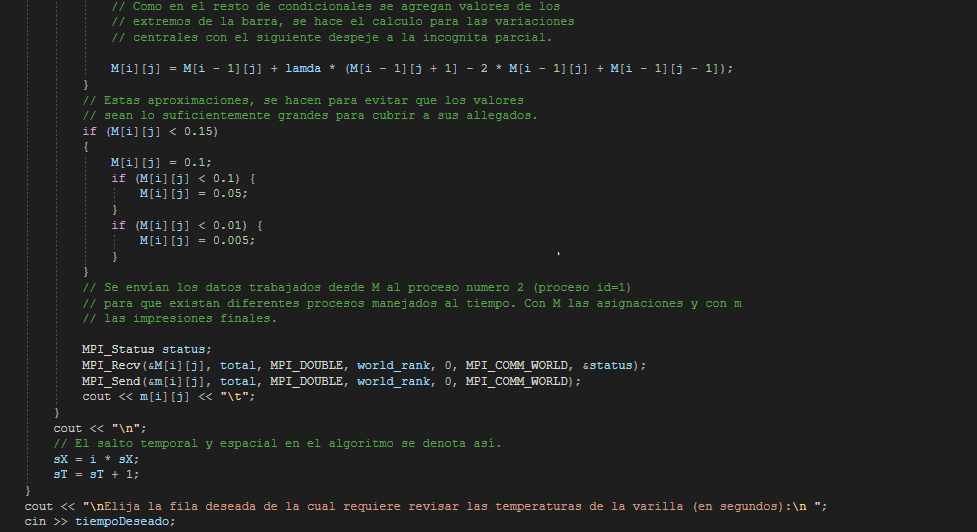 // Como en el resto de condicionales se agregan valores de los
// extremos de la barra, se hace el calculo para las variaciones
// centrales con el siguiente despeje a la incognita parcial.
M[i][j] = M[i - 1][j] + lamda * (M[i - 1][j + 1] - 2 * M[i - 1][j] + M[i - 1][j - 1]);
}
// Estas aproximaciones, se hacen para evitar que los valores
// sean lo suficientemente grandes para cubrir a sus allegados.
if (M[i][j] < 0.15)
{
M[i][j] = 0.1;
if (M[i][j] < 0.1) {
M[i][j] = 0.05;
}
if (M[i][j] < 0.01) {
M[i][j] = 0.005;
}
}
// Se envían los datos trabajados desde M al proceso numero 2 (proceso id=1)
// para que existan diferentes procesos manejados al tiempo. Con M las asignaciones y con m
// las impresiones finales.
MPI_Status status;
MPI_Recv(&M[i][j], total, MPI_DOUBLE, world_rank, 0, MPI_COMM_WORLD, &status);
MPI_Send(&m[i][j], total, MPI_DOUBLE, world_rank, 0, MPI_COMM_WORLD);
cout << m[i][j] << "\t";
}
cout << "\n";
// El salto temporal y espacial en el algoritmo se denota así.
sX = i * sX;
sT = sT + 1;
}
cout << "\nElija la fila deseada de la cual requiere revisar las temperaturas de la varilla (en segundos):\n ";
cin >> tiempoDeseado;